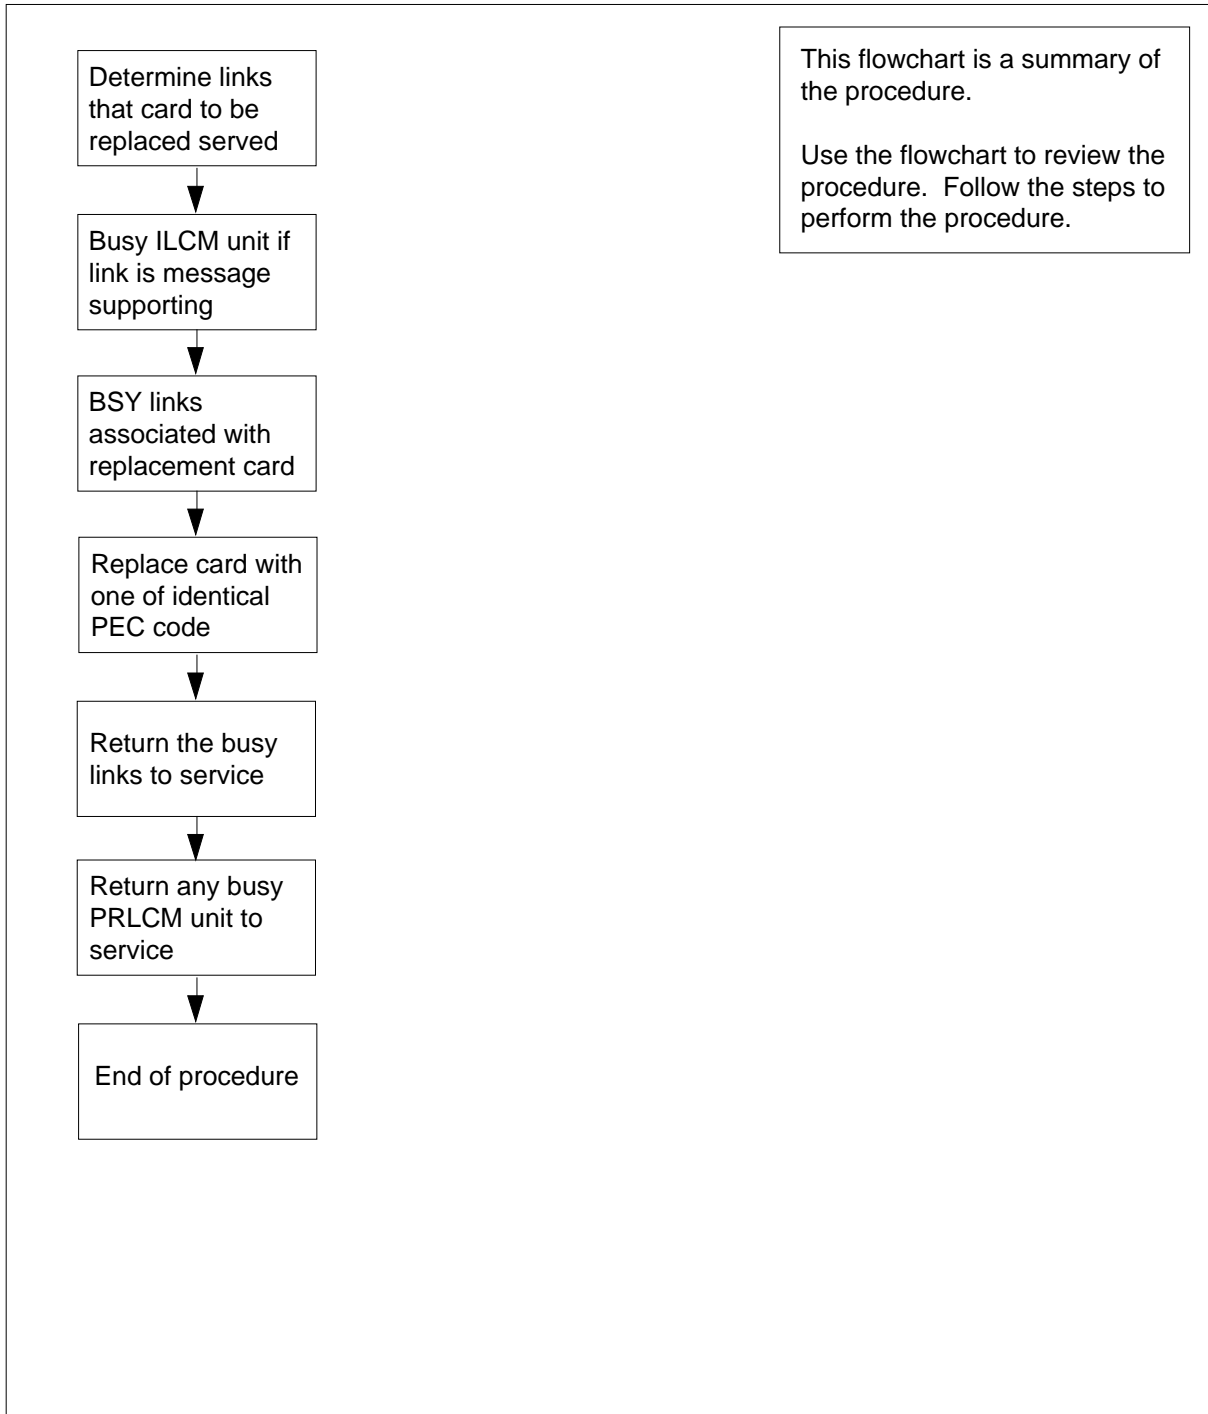 Determine links
that card to be
replaced served
Busy ILCM unit if
link is message
supporting
BSY links
associated with
replacement card
Replace card with
one of identical
PEC code
Return the busy
links to service
Return any busy
PRLCM unit to
service
End of procedure
This flowchart is a summary of
the procedure.
Use the flowchart to review the
procedure.  Follow the steps to
perform the procedure.